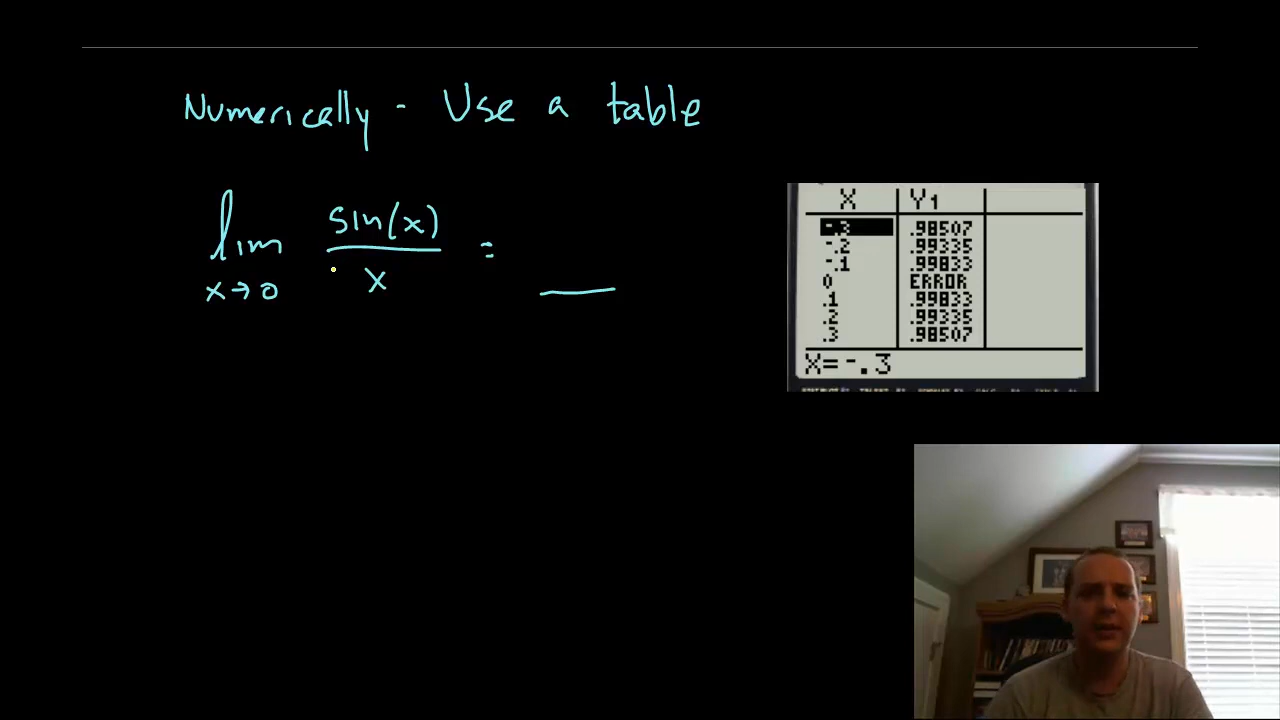 Numerically - Use a table
lim sin(x)/x = ___
x→0
X Y1
-.3 .98507
-.2 .99335
-.1 .99833
0 ERROR
.1 .99833
.2 .99335
.3 .98507
X=-.3